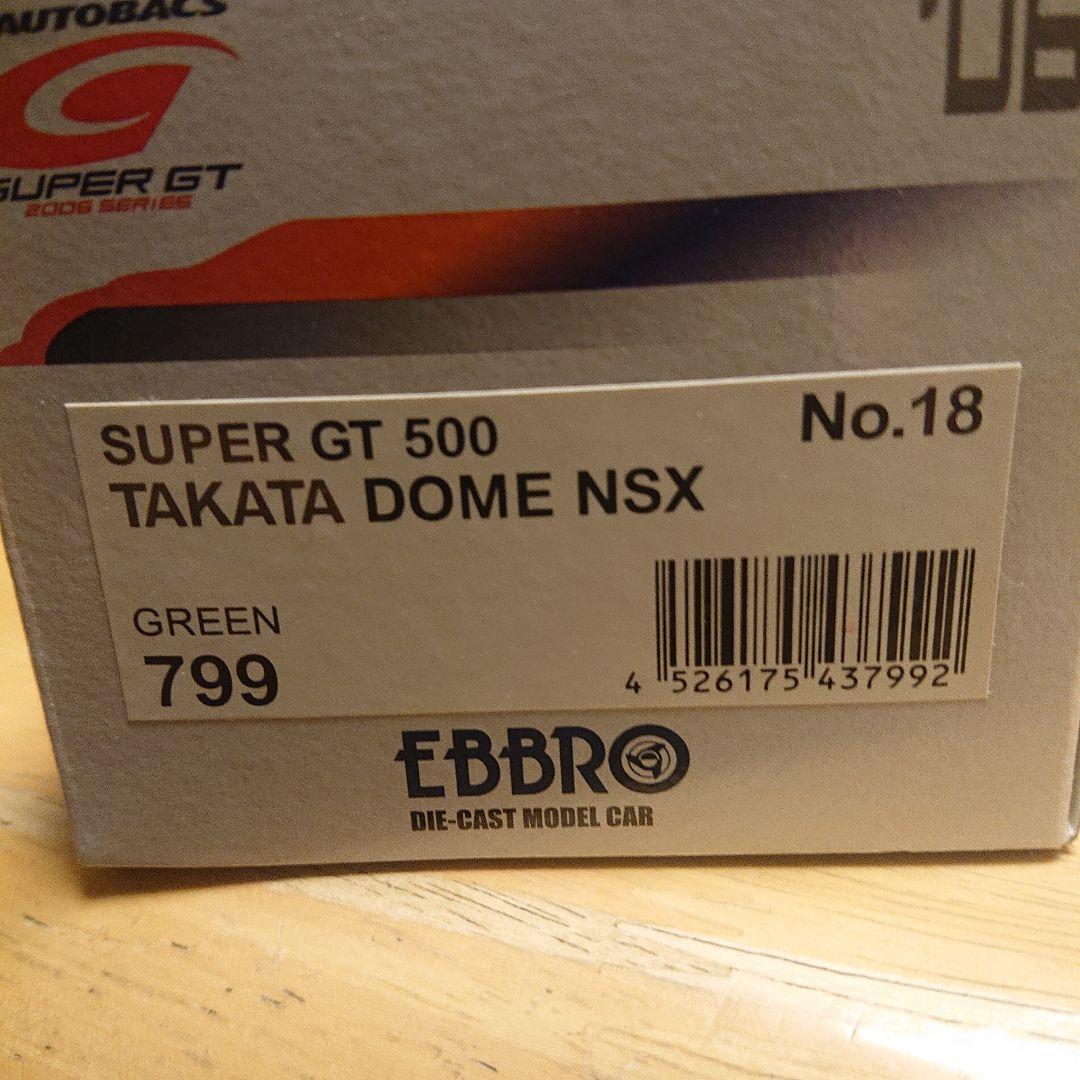 AUTOBACS
'06
SUPER GT
2006 SERIES
SUPER GT 500
No.18
TAKATA DOME NSX
GREEN
799
4 526175 437992
EBBRO
DIE-CAST MODEL CAR